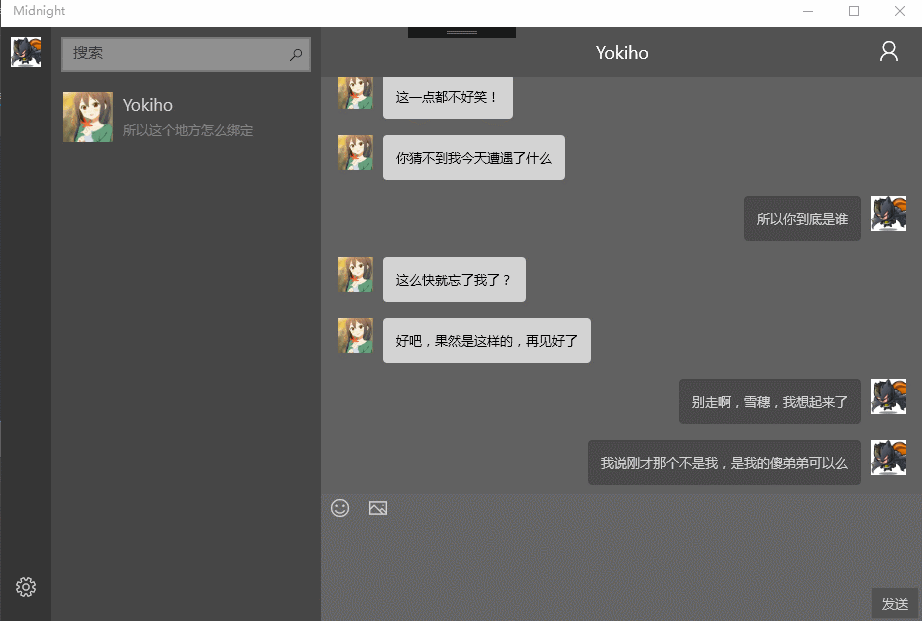 Midnight
搜索
Yokiho
所以这个地方怎么绑定
Yokiho
这一点都不好笑！
你猜不到我今天遭遇了什么
所以你到底是谁
这么快就忘了我了？
好吧，果然是这样的，再见好了
别走啊，雪穗，我想起来了
我说刚才那个不是我，是我的傻弟弟可以么
发送